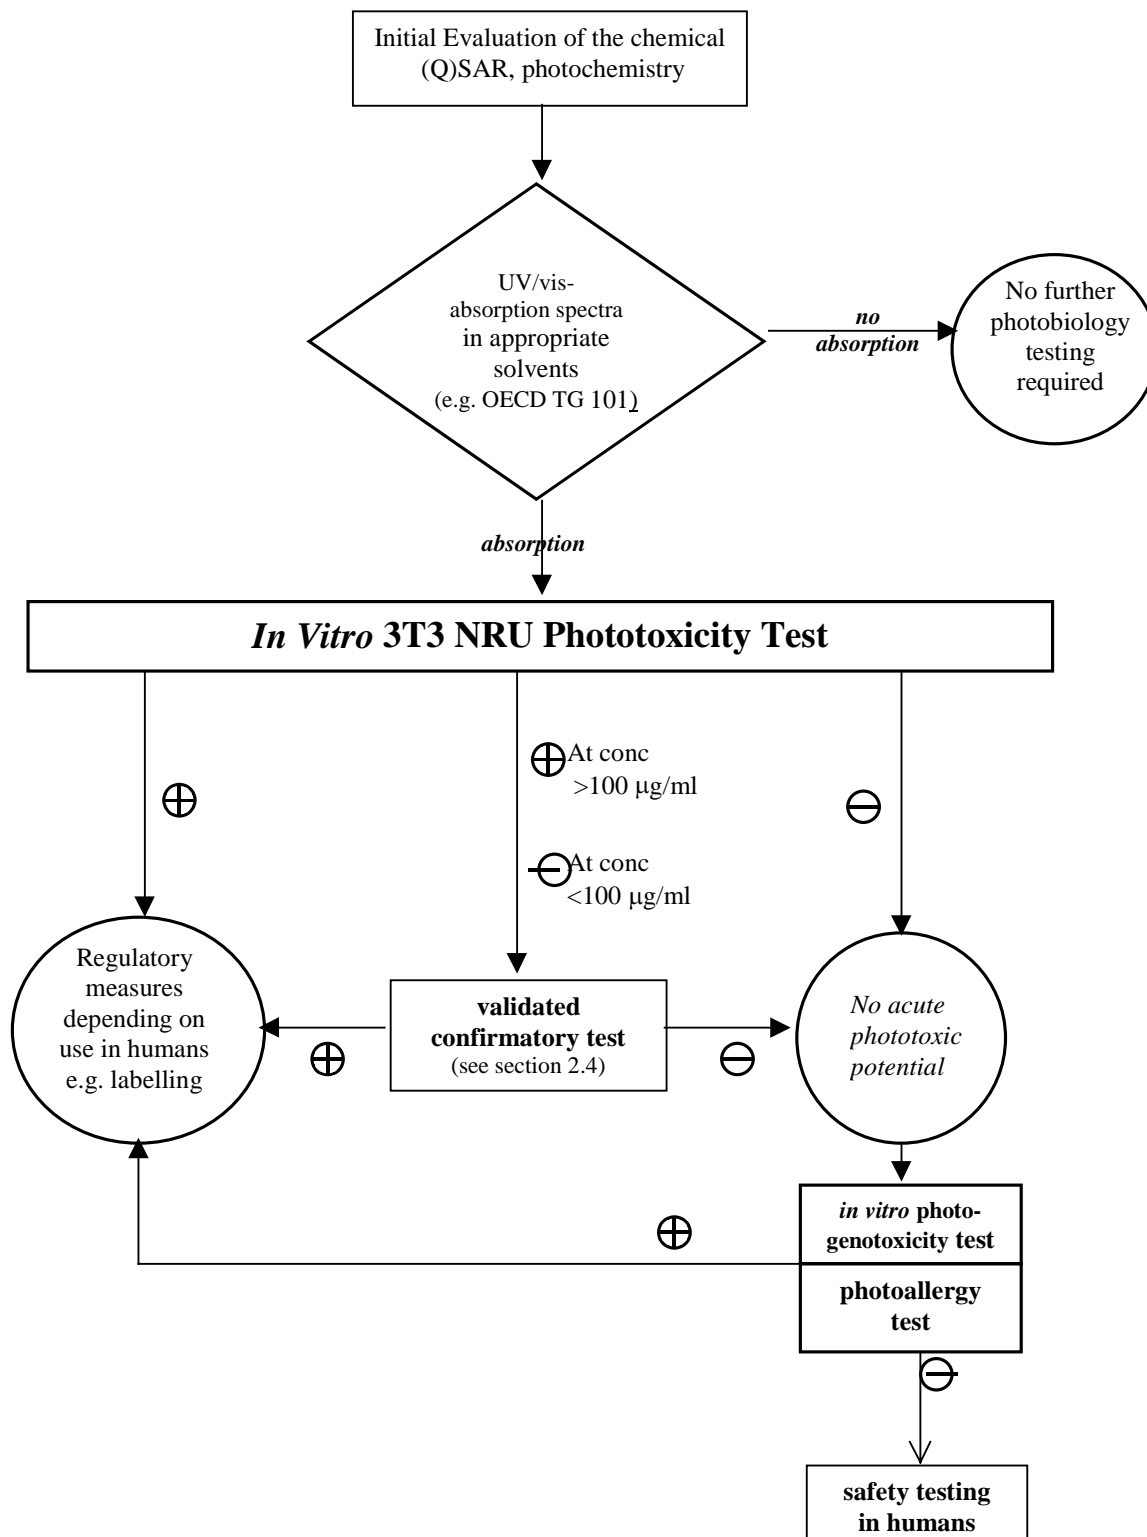 Initial Evaluation of the chemical
(Q)SAR, photochemistry
UV/vis-
absorption spectra
in appropriate
solvents
(e.g. OECD TG 101)
no
absorption
No further
photobiology
testing
required
absorption
In Vitro 3T3 NRU Phototoxicity Test
At conc
>100 µg/ml
At conc
<100 µg/ml
Regulatory
measures
depending on
use in humans
e.g. labelling
validated
confirmatory test
(see section 2.4)
No acute
phototoxic
potential
in vitro photo-
genotoxicity test
photoallergy
test
safety testing
in humans